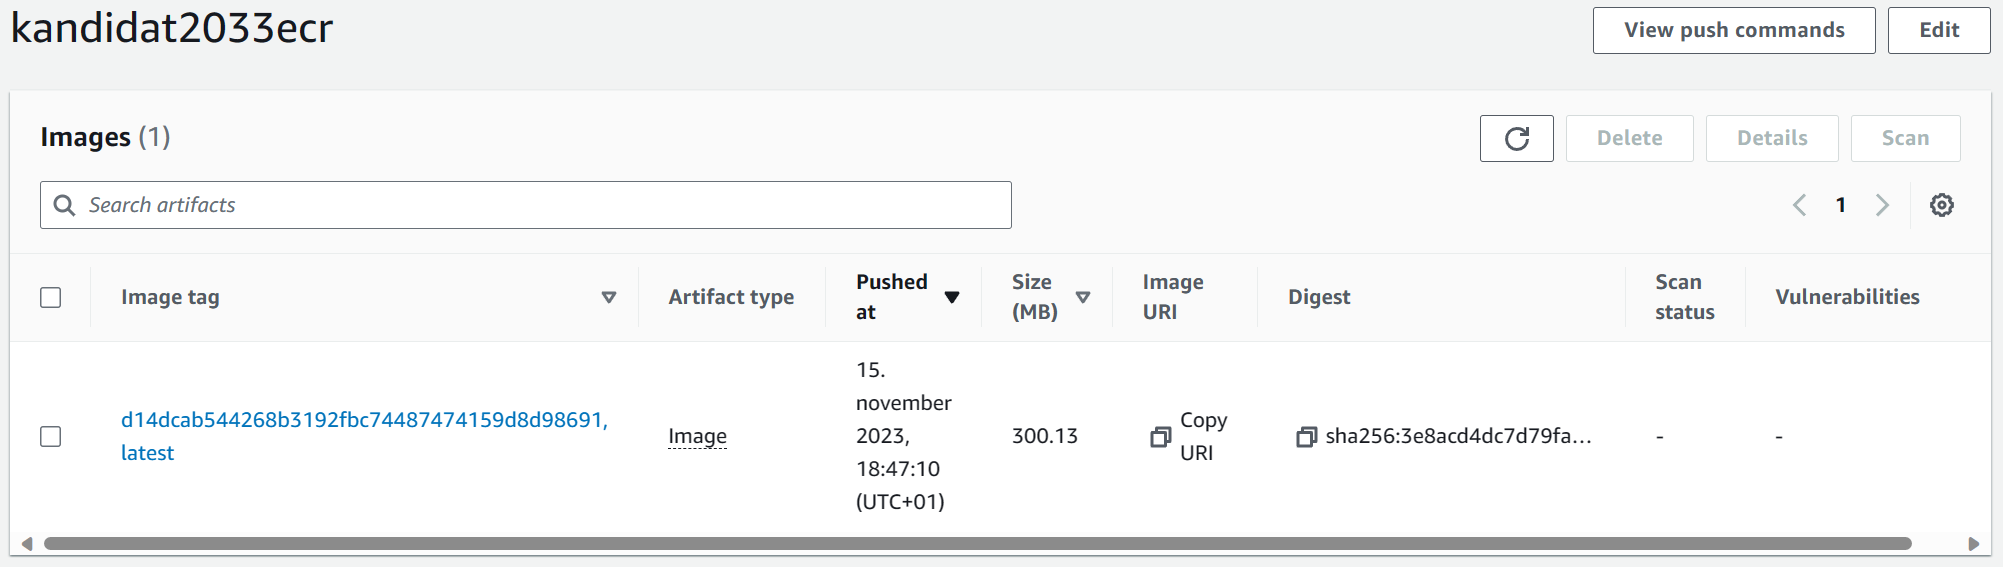 kandidat2033ecr
View push commands
Edit
Images (1)
Delete
Details
Scan
Search artifacts
1
Image tag
Artifact type
Pushed
at
Size
(MB)
Image
URI
Digest
Scan
status
Vulnerabilities
d14dcab544268b3192fbc74487474159d8d98691,
latest
Image
15.
november
2023,
18:47:10
(UTC+01)
300.13
Copy
URI
sha256:3e8acd4dc7d79fa...
-
-